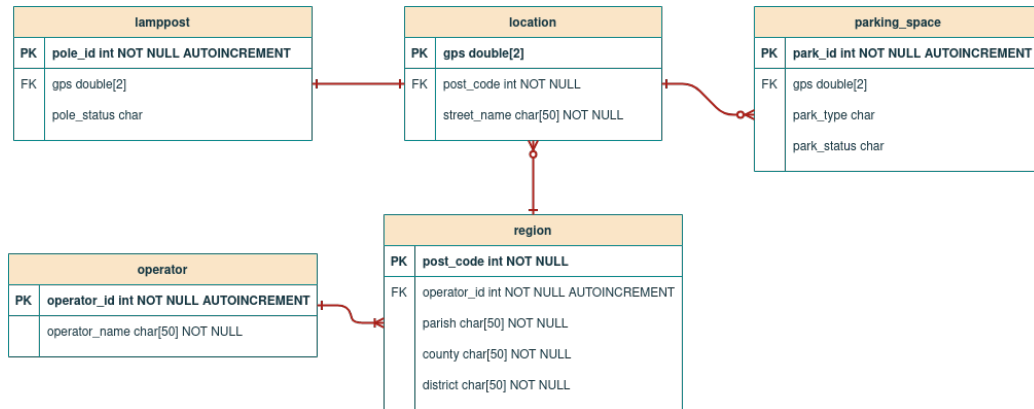 lamppost
PK pole_id int NOT NULL AUTOINCREMENT
FK gps double[2]
pole_status char
location
PK gps double[2]
FK post_code int NOT NULL
street_name char[50] NOT NULL
parking_space
PK park_id int NOT NULL AUTOINCREMENT
FK gps double[2]
park_type char
park_status char
operator
PK operator_id int NOT NULL AUTOINCREMENT
operator_name char[50] NOT NULL
region
PK post_code int NOT NULL
FK operator_id int NOT NULL AUTOINCREMENT
parish char[50] NOT NULL
county char[50] NOT NULL
district char[50] NOT NULL